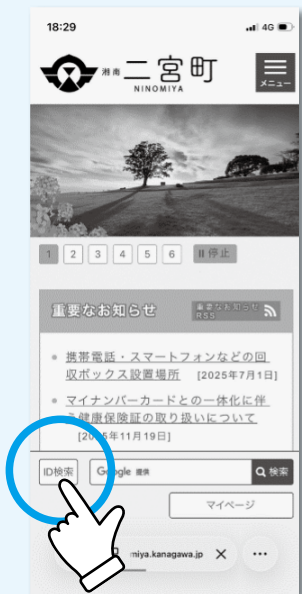 18:29
4G
湘南 二宮町
NINOMIYA
メニュー
1 2 3 4 5 6 停止
重要なお知らせ
重要なお知らせ
RSS
携帯電話・スマートフォンなどの回
収ボックス設置場所 [2025年7月1日]
マイナンバーカードとの一体化に伴
う健康保険証の取り扱いについて
[2025年11月19日]
ID検索
Google 提供
検索
マイページ
miya.kanagawa.jp